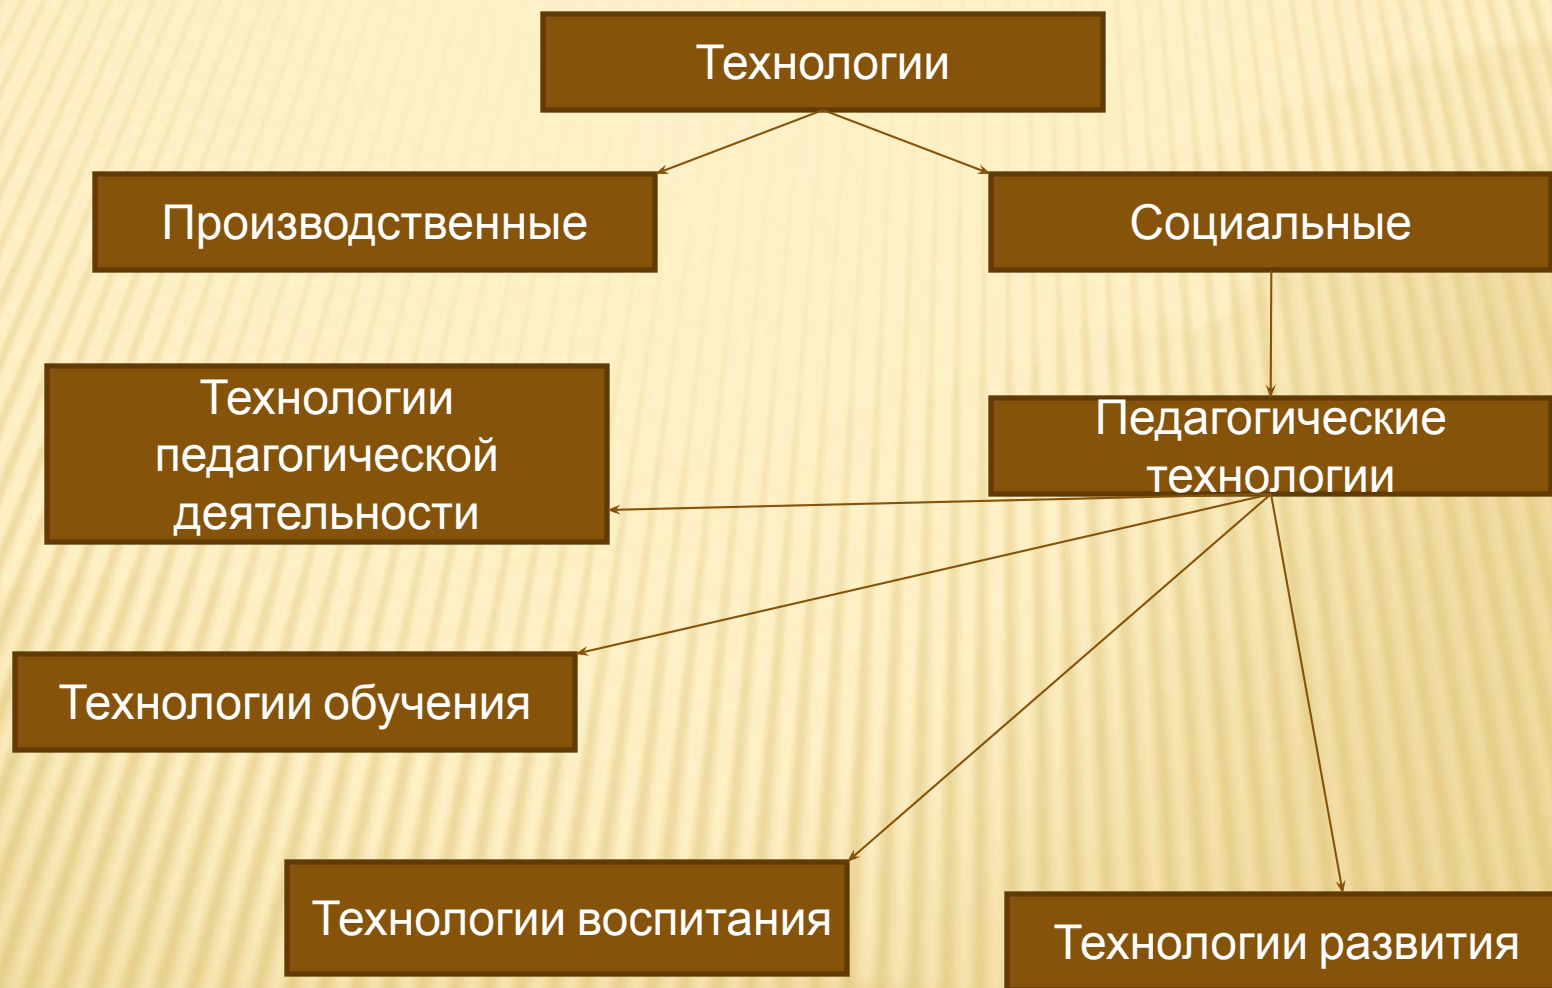 Технологии
Производственные
Социальные
Технологии
педагогической
деятельности
Педагогические
технологии
Технологии обучения
Технологии воспитания
Технологии развития